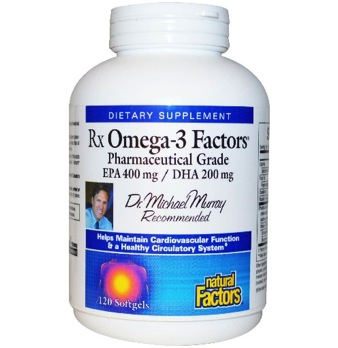 DIETARY SUPPLEMENT
Rx Omega-3 Factors®
Pharmaceutical Grade
EPA 400 mg / DHA 200 mg
Dr. Michael Murray
Recommended
Helps Maintain Cardiovascular Function
& a Healthy Circulatory System*
120 Softgels
natural
Factors®